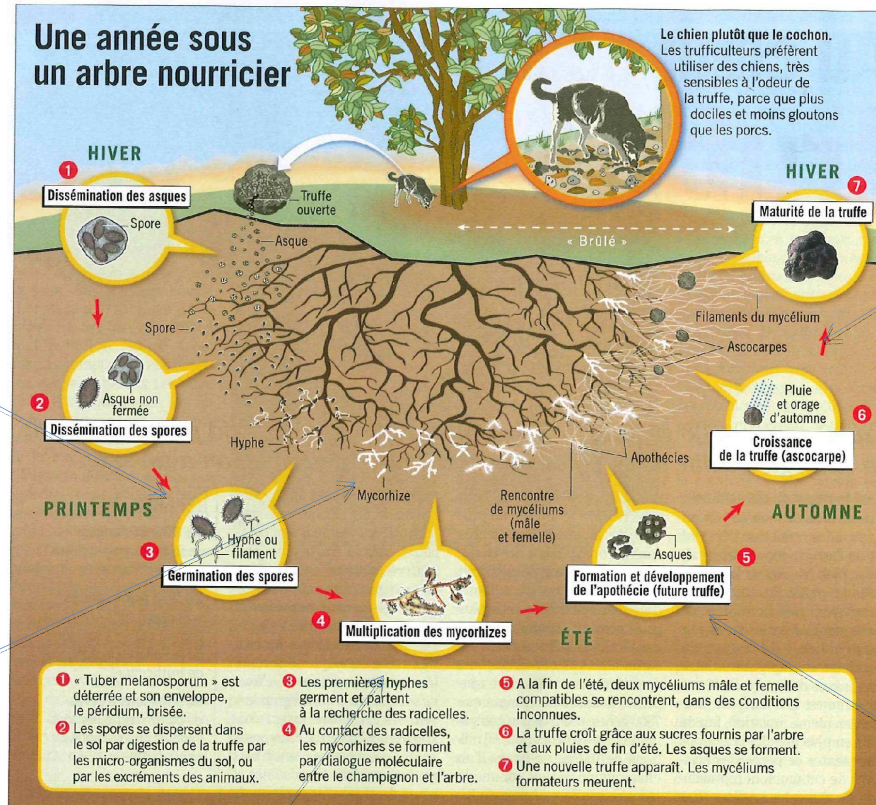 Une année sous
un arbre nourricier
Le chien plutôt que le cochon.
Les trufficulteurs préfèrent
utiliser des chiens, très
sensibles à l'odeur de
la truffe, parce que plus
dociles et moins gloutons
que les porcs.
HIVER
1
Dissémination des asques
Spore
Truffe
ouverte
Asque
Spore
« Brûlé »
HIVER
7
Maturité de la truffe
Filaments du mycélium
Ascocarpes
2
Asque non
fermée
Dissémination des spores
Pluie
et orage
d'automne
6
Croissance
de la truffe (ascocarpe)
Hyphe
Mycorhize
Rencontre
de mycéliums
(mâle
et femelle)
Apothécies
PRINTEMPS
AUTOMNE
3
Hyphe ou
filament
Germination des spores
4
Multiplication des mycorhizes
Asques
5
Formation et développement
de l'apothécie (future truffe)
ÉTÉ
1 « Tuber melanosporum » est
déterrée et son enveloppe,
le péridium, brisée.
2 Les spores se dispersent dans
le sol par digestion de la truffe par
les micro-organismes du sol, ou
par les excréments des animaux.
3 Les premières hyphes
germent et partent
à la recherche des radicelles.
4 Au contact des radicelles,
les mycorhizes se forment
par dialogue moléculaire
entre le champignon et l'arbre.
5 A la fin de l'été, deux mycéliums mâle et femelle
compatibles se rencontrent, dans des conditions
inconnues.
6 La truffe croît grâce aux sucres fournis par l'arbre
et aux pluies de fin d'été. Les asques se forment.
7 Une nouvelle truffe apparaît. Les mycéliums
formateurs meurent.